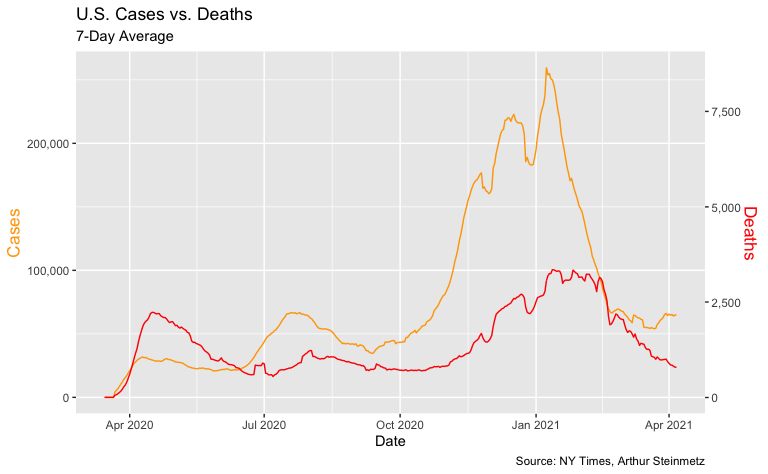 U.S. Cases vs. Deaths
7-Day Average
Cases
200,000
100,000
0
7,500
5,000
2,500
0
Deaths
Apr 2020
Jul 2020
Oct 2020
Jan 2021
Apr 2021
Date
Source: NY Times, Arthur Steinmetz